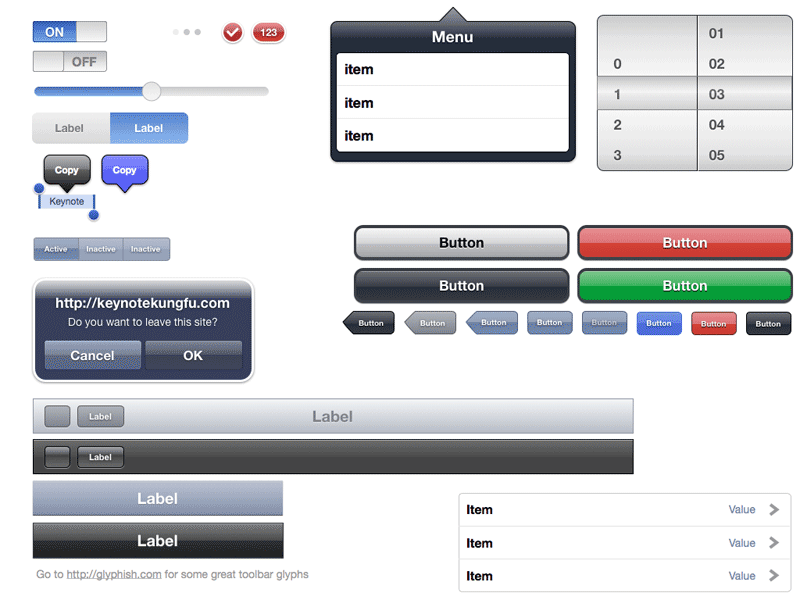 ON
OFF
123
Label Label
Copy Copy
Keynote
Active Inactive Inactive
http://keynotekungfu.com
Do you want to leave this site?
Cancel OK
Menu
item
item
item
01
0 02
1 03
2 04
3 05
Button Button
Button Button
Button Button Button Button Button Button Button Button
Label Label
Label
Label
Label
Go to http://glyphish.com for some great toolbar glyphs
Item Value
Item Value
Item Value